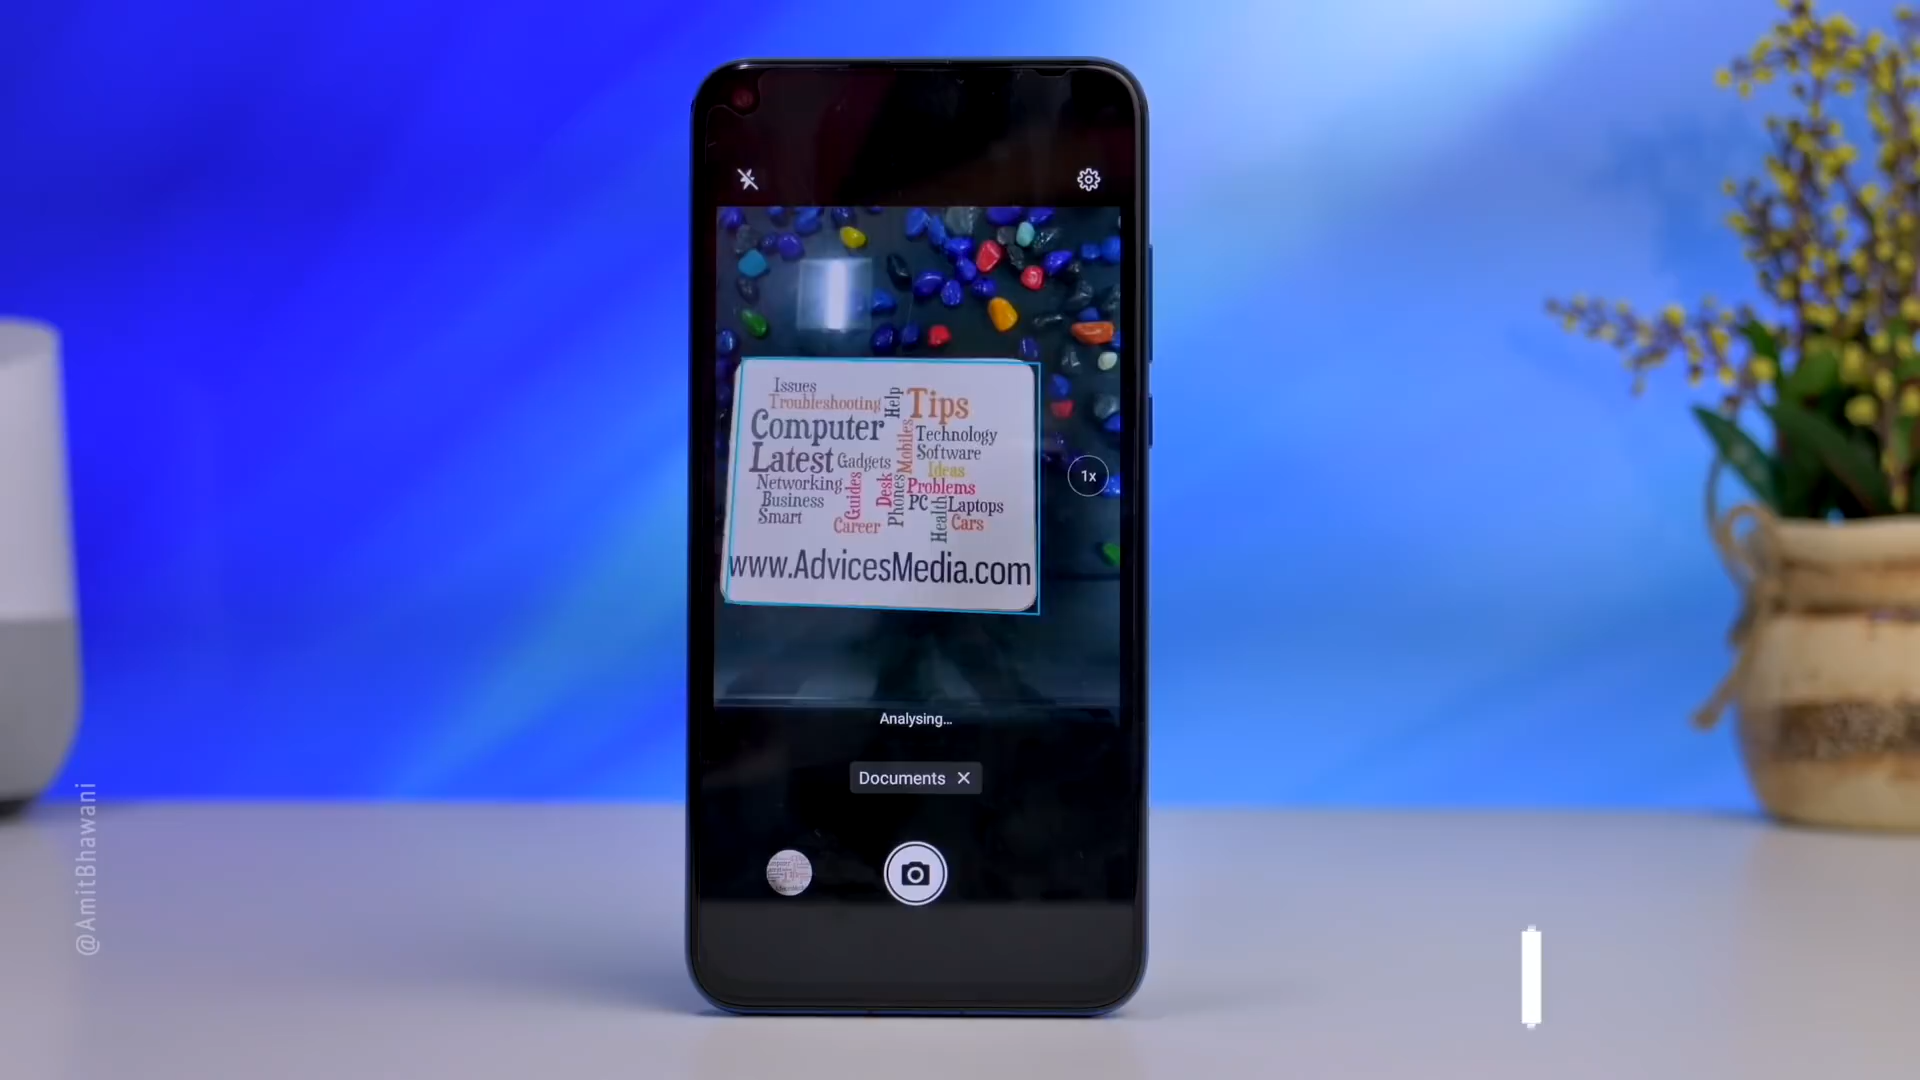 Issues
Troubleshooting
Help
Tips
Computer
Mobiles
Technology
Latest
Gadgets
Software
Ideas
Networking
Guides
Desk
Phones
Problems
Business
PC
Laptops
Smart
Career
Health
Cars
www.AdvicesMedia.com
1x
Analysing...
Documents
@AmitBhawani